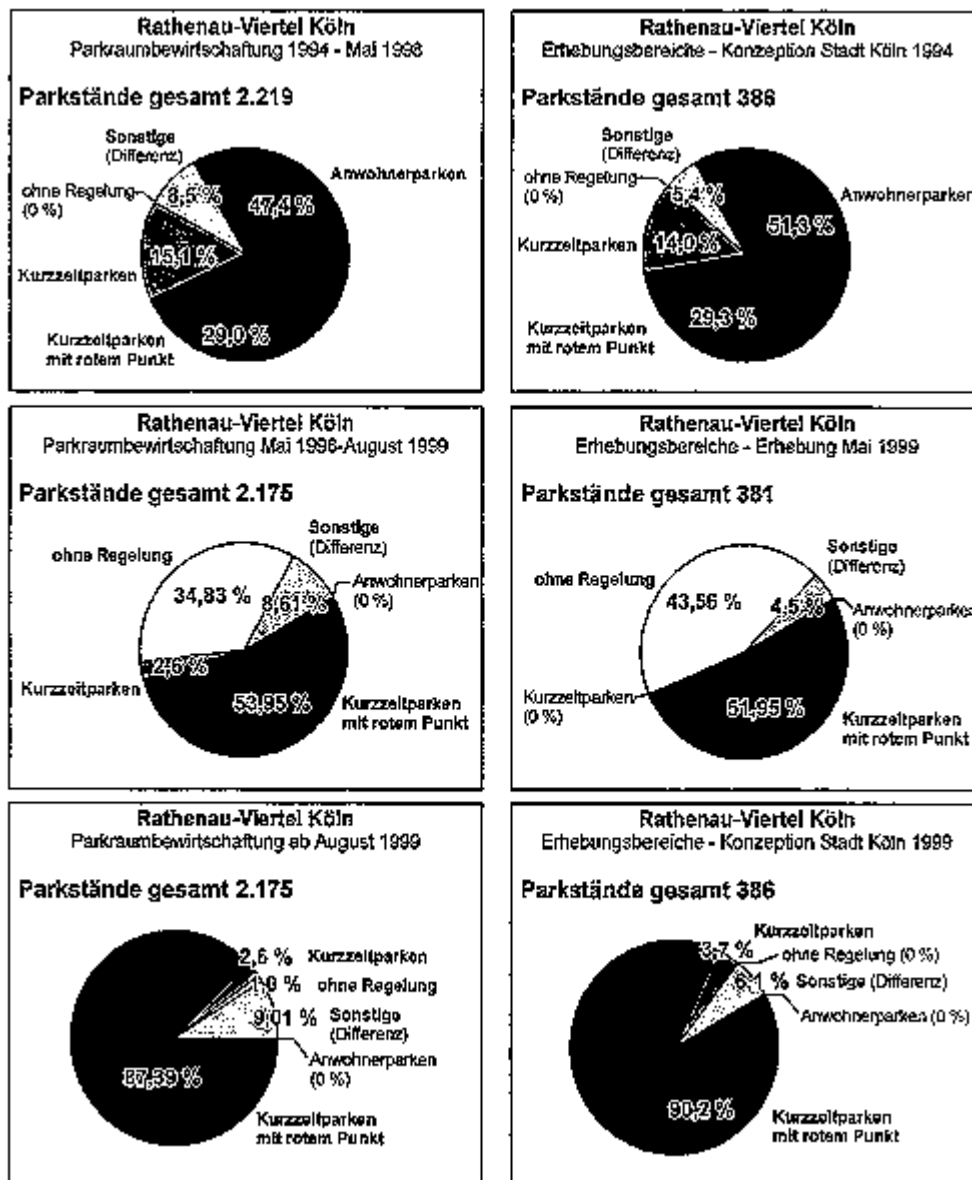 Rathenau-Viertel Köln
Parkraumbewirtschaftung 1994 - Mai 1998
Parkstände gesamt 2.219
Sonstige
(Differenz)
Anwohnerparken
ohne Regelung
(0 %)
8,5 %
47,4 %
15,1 %
Kurzzeitparken
29,0 %
Kurzzeitparken
mit rotem Punkt
Rathenau-Viertel Köln
Erhebungsbereiche - Konzeption Stadt Köln 1994
Parkstände gesamt 386
Sonstige
(Differenz)
ohne Regelung
(0 %)
5,4 %
Anwohnerparken
51,3 %
Kurzzeitparken
14,0 %
29,3 %
Kurzzeitparken
mit rotem Punkt
Rathenau-Viertel Köln
Parkraumbewirtschaftung Mai 1998-August 1999
Parkstände gesamt 2.175
Sonstige
(Differenz)
ohne Regelung
34,83 %
8,61 %
Anwohnerparken
(0 %)
2,6 %
Kurzzeitparken
53,95 %
Kurzzeitparken
mit rotem Punkt
Rathenau-Viertel Köln
Erhebungsbereiche - Erhebung Mai 1999
Parkstände gesamt 381
Sonstige
(Differenz)
ohne Regelung
43,56 %
4,5 %
Anwohnerparken
(0 %)
Kurzzeitparken
(0 %)
51,95 %
Kurzzeitparken
mit rotem Punkt
Rathenau-Viertel Köln
Parkraumbewirtschaftung ab August 1999
Parkstände gesamt 2.175
2,6 % Kurzzeitparken
1,0 % ohne Regelung
9,01 % Sonstige
(Differenz)
Anwohnerparken
(0 %)
87,39 %
Kurzzeitparken
mit rotem Punkt
Rathenau-Viertel Köln
Erhebungsbereiche - Konzeption Stadt Köln 1999
Parkstände gesamt 386
Kurzzeitparken
3,7 %
ohne Regelung (0 %)
6,1 % Sonstige (Differenz)
Anwohnerparken (0 %)
90,2 %
Kurzzeitparken
mit rotem Punkt